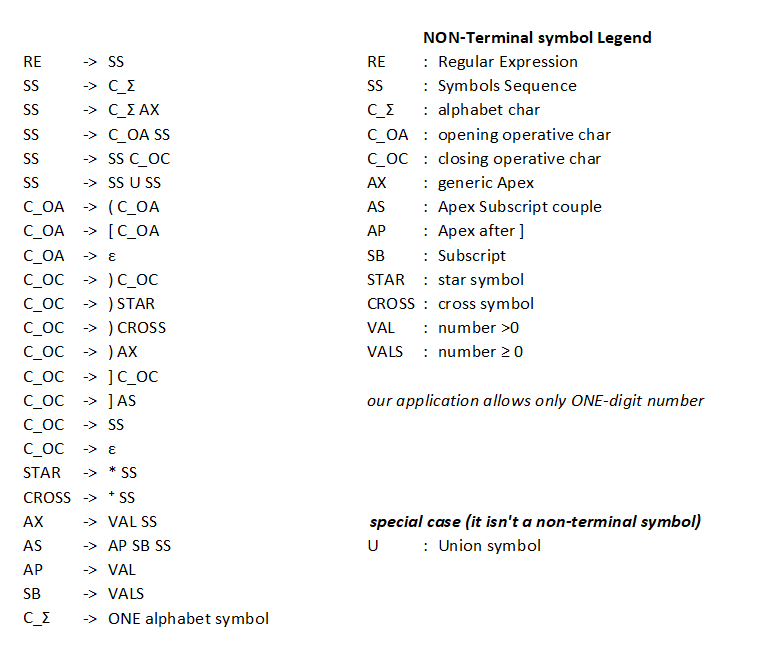 NON-Terminal symbol Legend
RE -> SS RE : Regular Expression
SS -> C_Σ SS : Symbols Sequence
SS -> C_Σ AX C_Σ : alphabet char
SS -> C_OA SS C_OA : opening operative char
SS -> SS C_OC C_OC : closing operative char
SS -> SS U SS AX : generic Apex
C_OA -> ( C_OA AS : Apex Subscript couple
C_OA -> [ C_OA AP : Apex after ]
C_OA -> ε SB : Subscript
C_OC -> ) C_OC STAR : star symbol
C_OC -> ) STAR CROSS : cross symbol
C_OC -> ) CROSS VAL : number >0
C_OC -> ) AX VALS : number ≥ 0
C_OC -> ] C_OC
C_OC -> ] AS our application allows only ONE-digit number
C_OC -> SS
C_OC -> ε
STAR -> * SS
CROSS -> ⁺ SS
AX -> VAL SS special case (it isn't a non-terminal symbol)
AS -> AP SB SS U : Union symbol
AP -> VAL
SB -> VALS
C_Σ -> ONE alphabet symbol